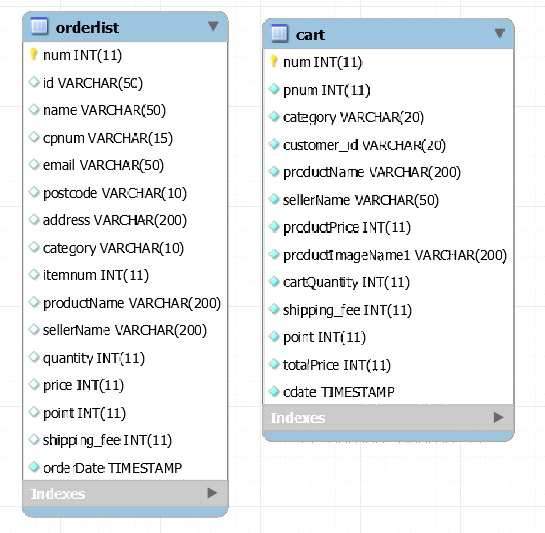 orderlist
num INT(11)
id VARCHAR(50)
name VARCHAR(50)
cpnum VARCHAR(15)
email VARCHAR(50)
postcode VARCHAR(10)
address VARCHAR(200)
category VARCHAR(10)
itemnum INT(11)
productName VARCHAR(200)
sellerName VARCHAR(200)
quantity INT(11)
price INT(11)
point INT(11)
shipping_fee INT(11)
orderDate TIMESTAMP
Indexes
cart
num INT(11)
pnum INT(11)
category VARCHAR(20)
customer_id VARCHAR(20)
productName VARCHAR(200)
sellerName VARCHAR(50)
productPrice INT(11)
productImageName1 VARCHAR(200)
cartQuantity INT(11)
shipping_fee INT(11)
point INT(11)
totalPrice INT(11)
cdate TIMESTAMP
Indexes